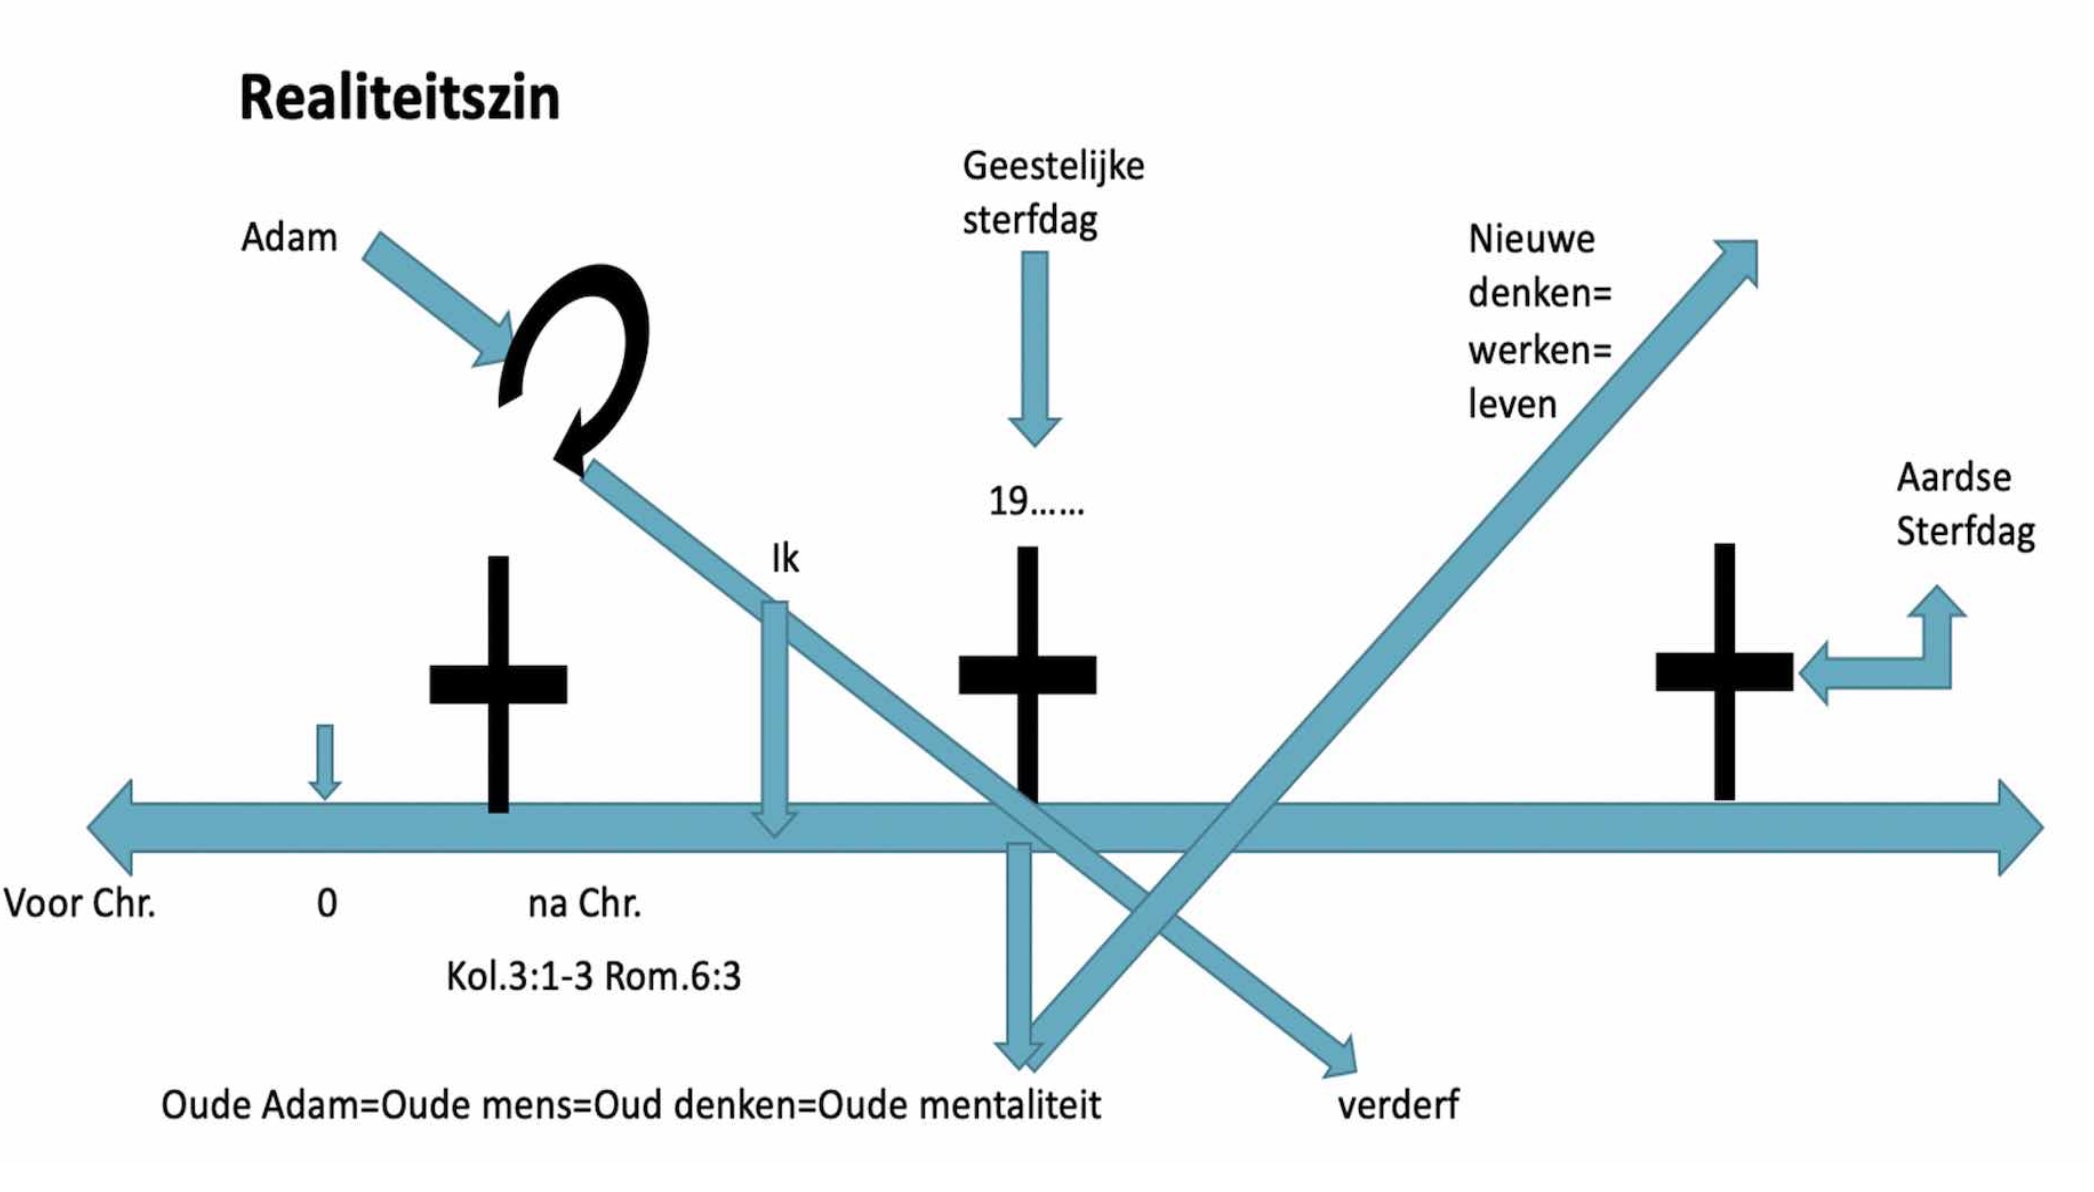 Realiteitszin
Adam
Geestelijke
sterfdag
19......
Ik
Nieuwe
denken=
werken=
leven
Aardse
Sterfdag
Voor Chr.
0
na Chr.
Kol.3:1-3 Rom.6:3
Oude Adam=Oude mens=Oud denken=Oude mentaliteit
verderf